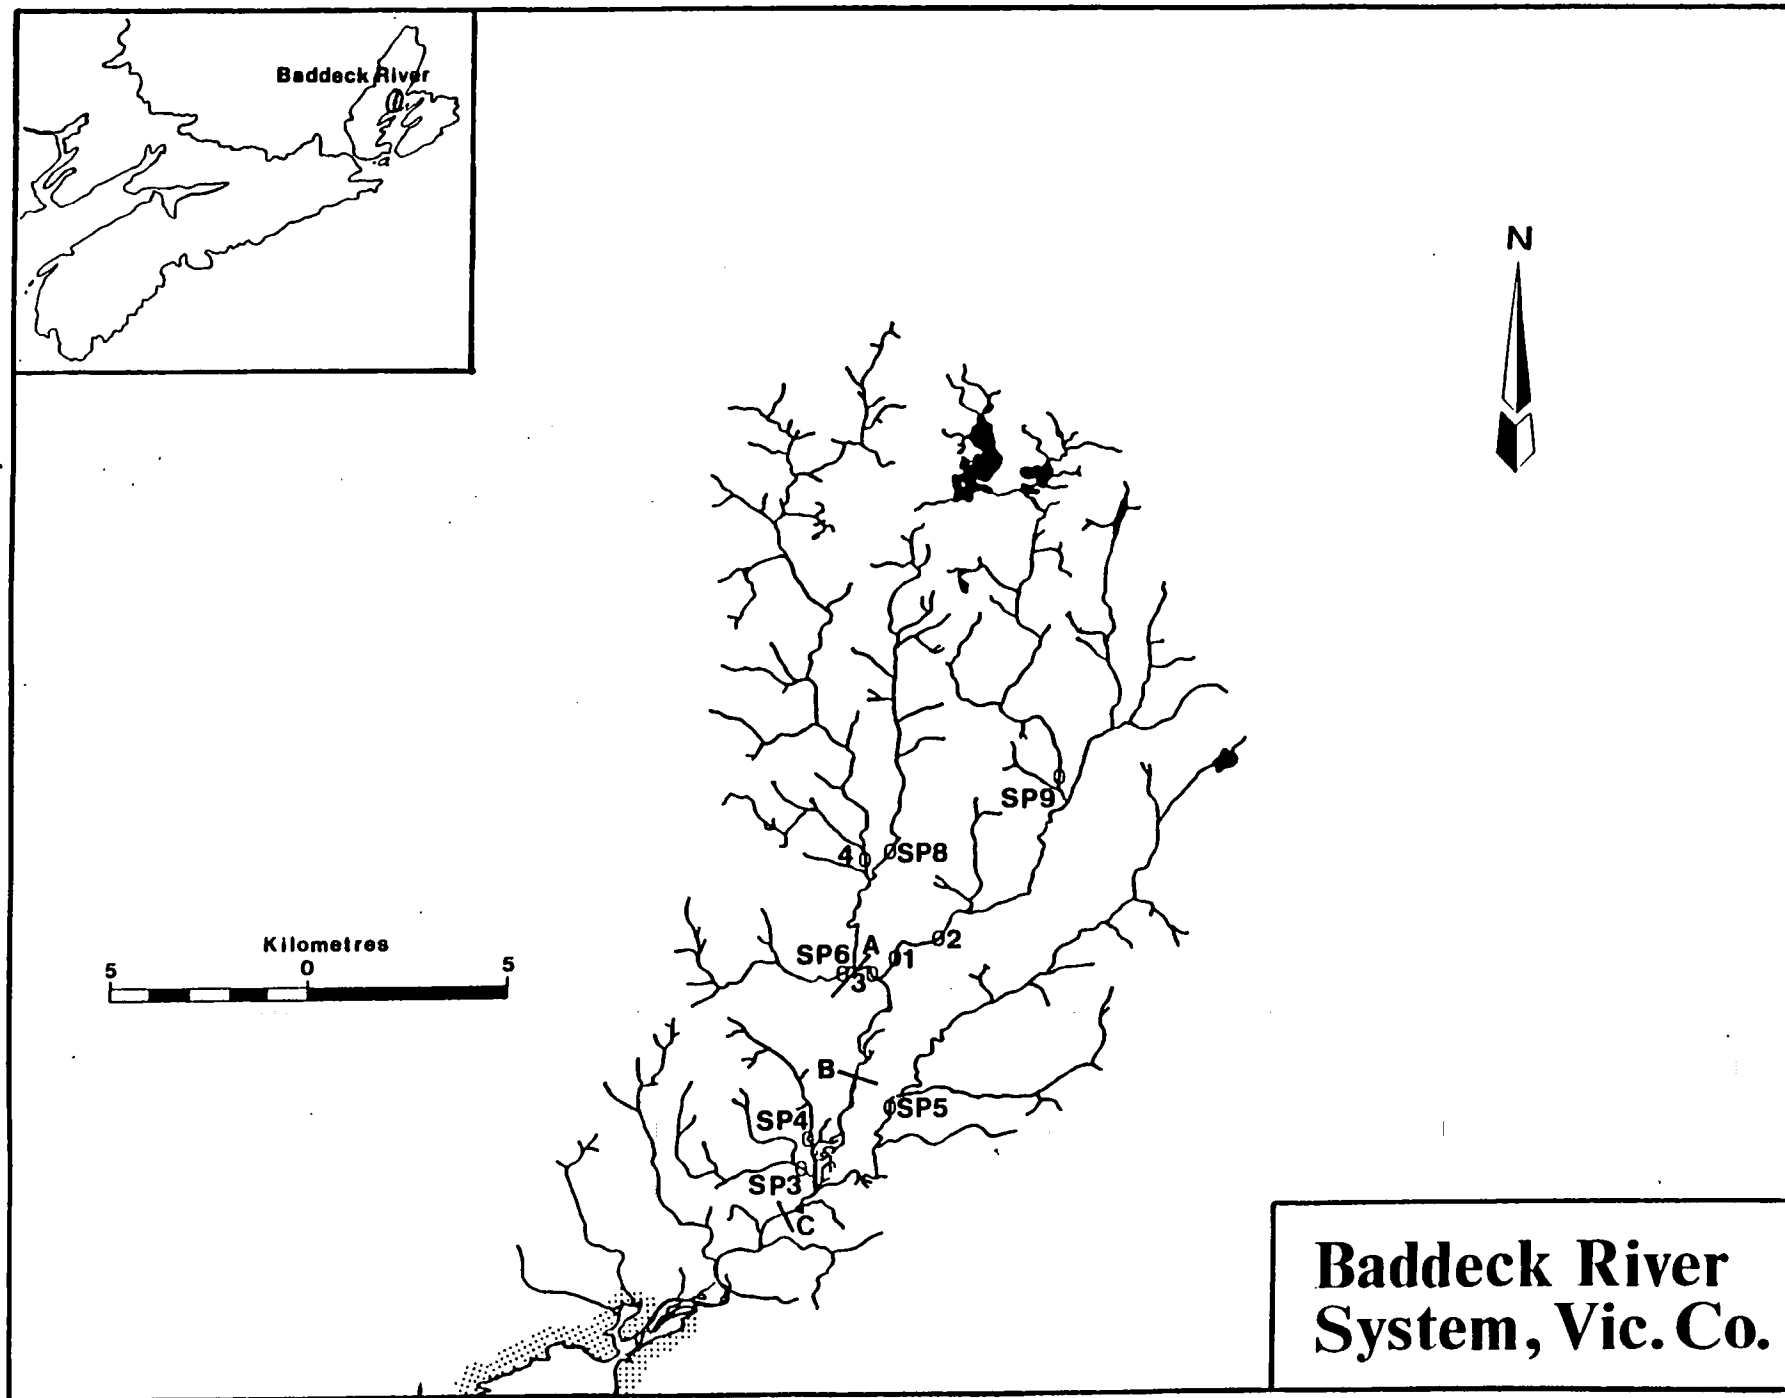 Baddeck River
N
4
SP8
SP9
Kilometres
5 0 5
SP6
A
1
2
3
B
SP5
SP4
SP3
C
Baddeck River
System, Vic. Co.